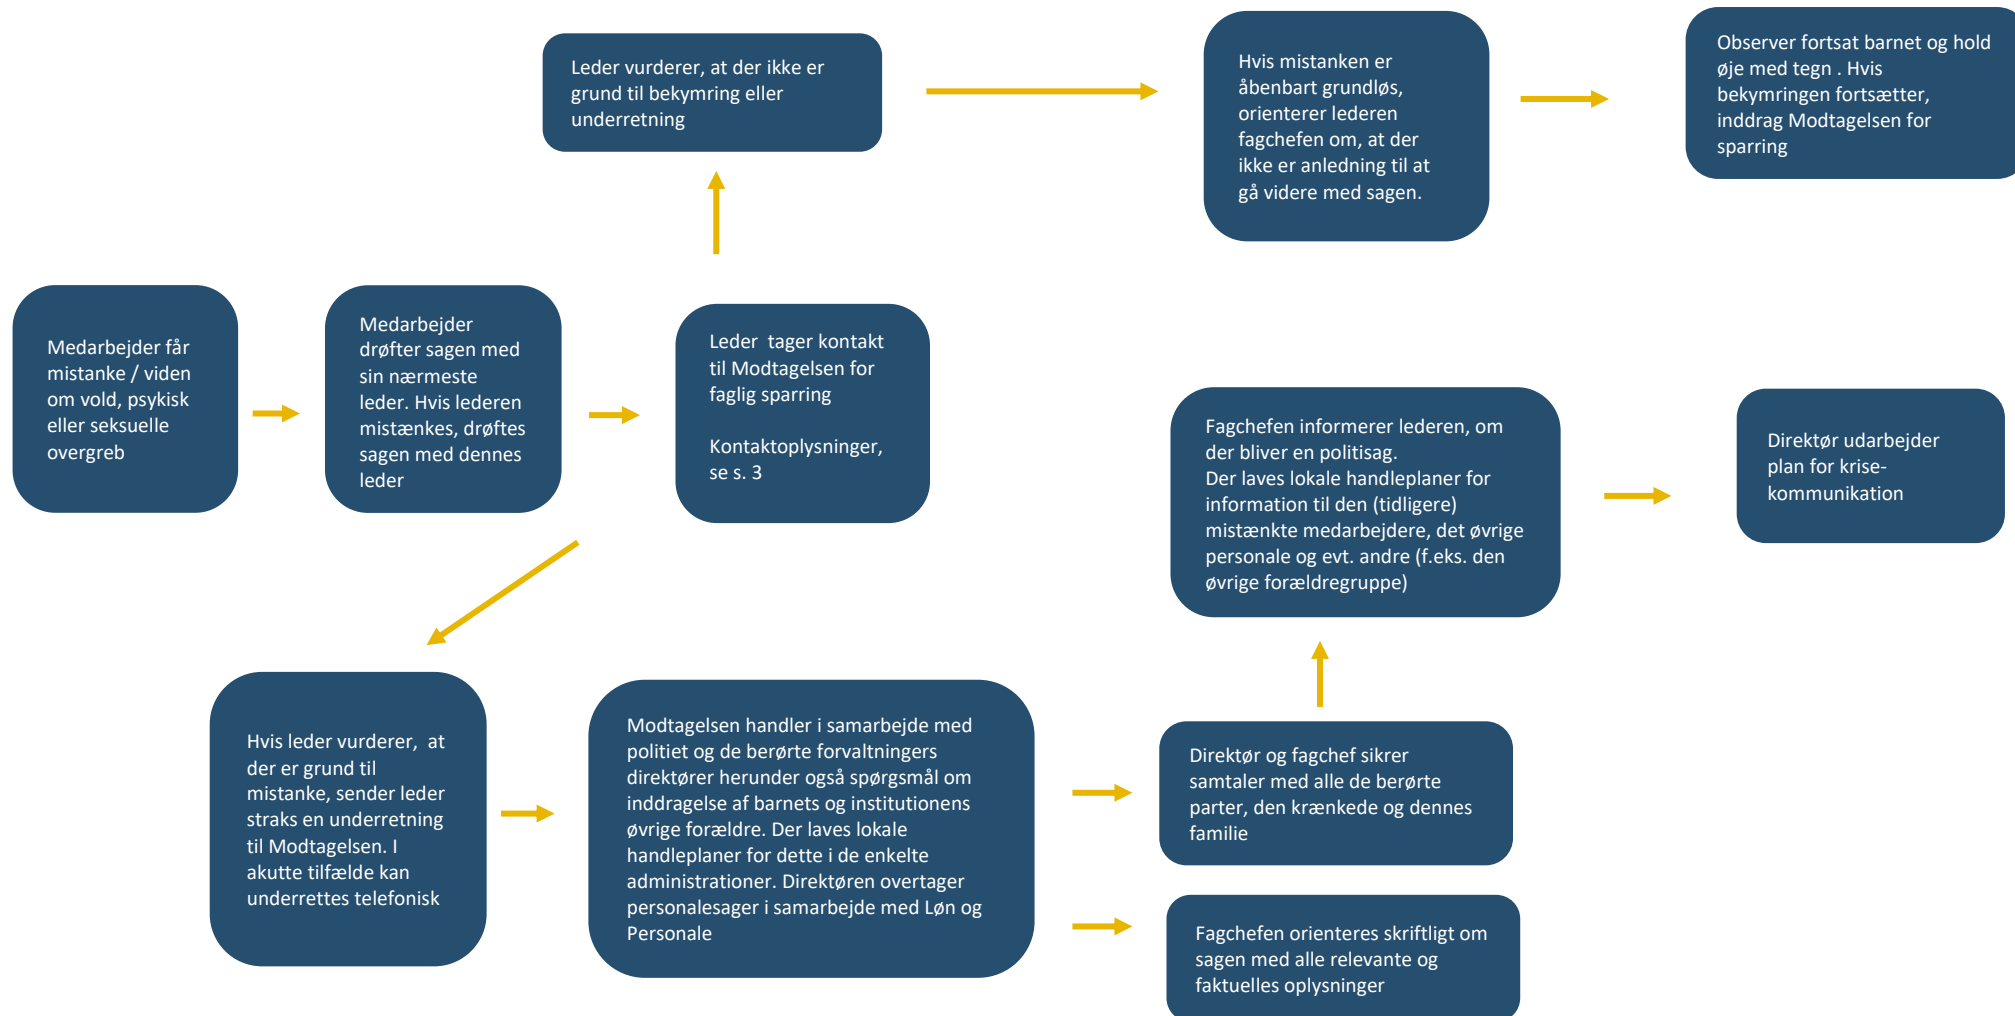 Leder vurderer, at der ikke er
grund til bekymring eller
underretning
Hvis mistanken er
åbenbart grundløs,
orienterer lederen
fagchefen om, at der
ikke er anledning til at
gå videre med sagen.
Observer fortsat barnet og hold
øje med tegn . Hvis
bekymringen fortsætter,
inddrag Modtagelsen for
sparring
Medarbejder får
mistanke / viden
om vold, psykisk
eller seksuelle
overgreb
Medarbejder
drøfter sagen med
sin nærmeste
leder. Hvis lederen
mistænkes, drøftes
sagen med dennes
leder
Leder  tager kontakt
til Modtagelsen for
faglig sparring
Kontaktoplysninger,
se s. 3
Fagchefen informerer lederen, om
der bliver en politisag.
Der laves lokale handleplaner for
information til den (tidligere)
mistænkte medarbejdere, det øvrige
personale og evt. andre (f.eks. den
øvrige forældregruppe)
Direktør udarbejder
plan for krise-
kommunikation
Hvis leder vurderer,  at
der er grund til
mistanke, sender leder
straks en underretning
til Modtagelsen. I
akutte tilfælde kan
underrettes telefonisk
Modtagelsen handler i samarbejde med
politiet og de berørte forvaltningers
direktører herunder også spørgsmål om
inddragelse af barnets og institutionens
øvrige forældre. Der laves lokale
handleplaner for dette i de enkelte
administrationer. Direktøren overtager
personalesager i samarbejde med Løn og
Personale
Direktør og fagchef sikrer
samtaler med alle de berørte
parter, den krænkede og dennes
familie
Fagchefen orienteres skriftligt om
sagen med alle relevante og
faktuelles oplysninger